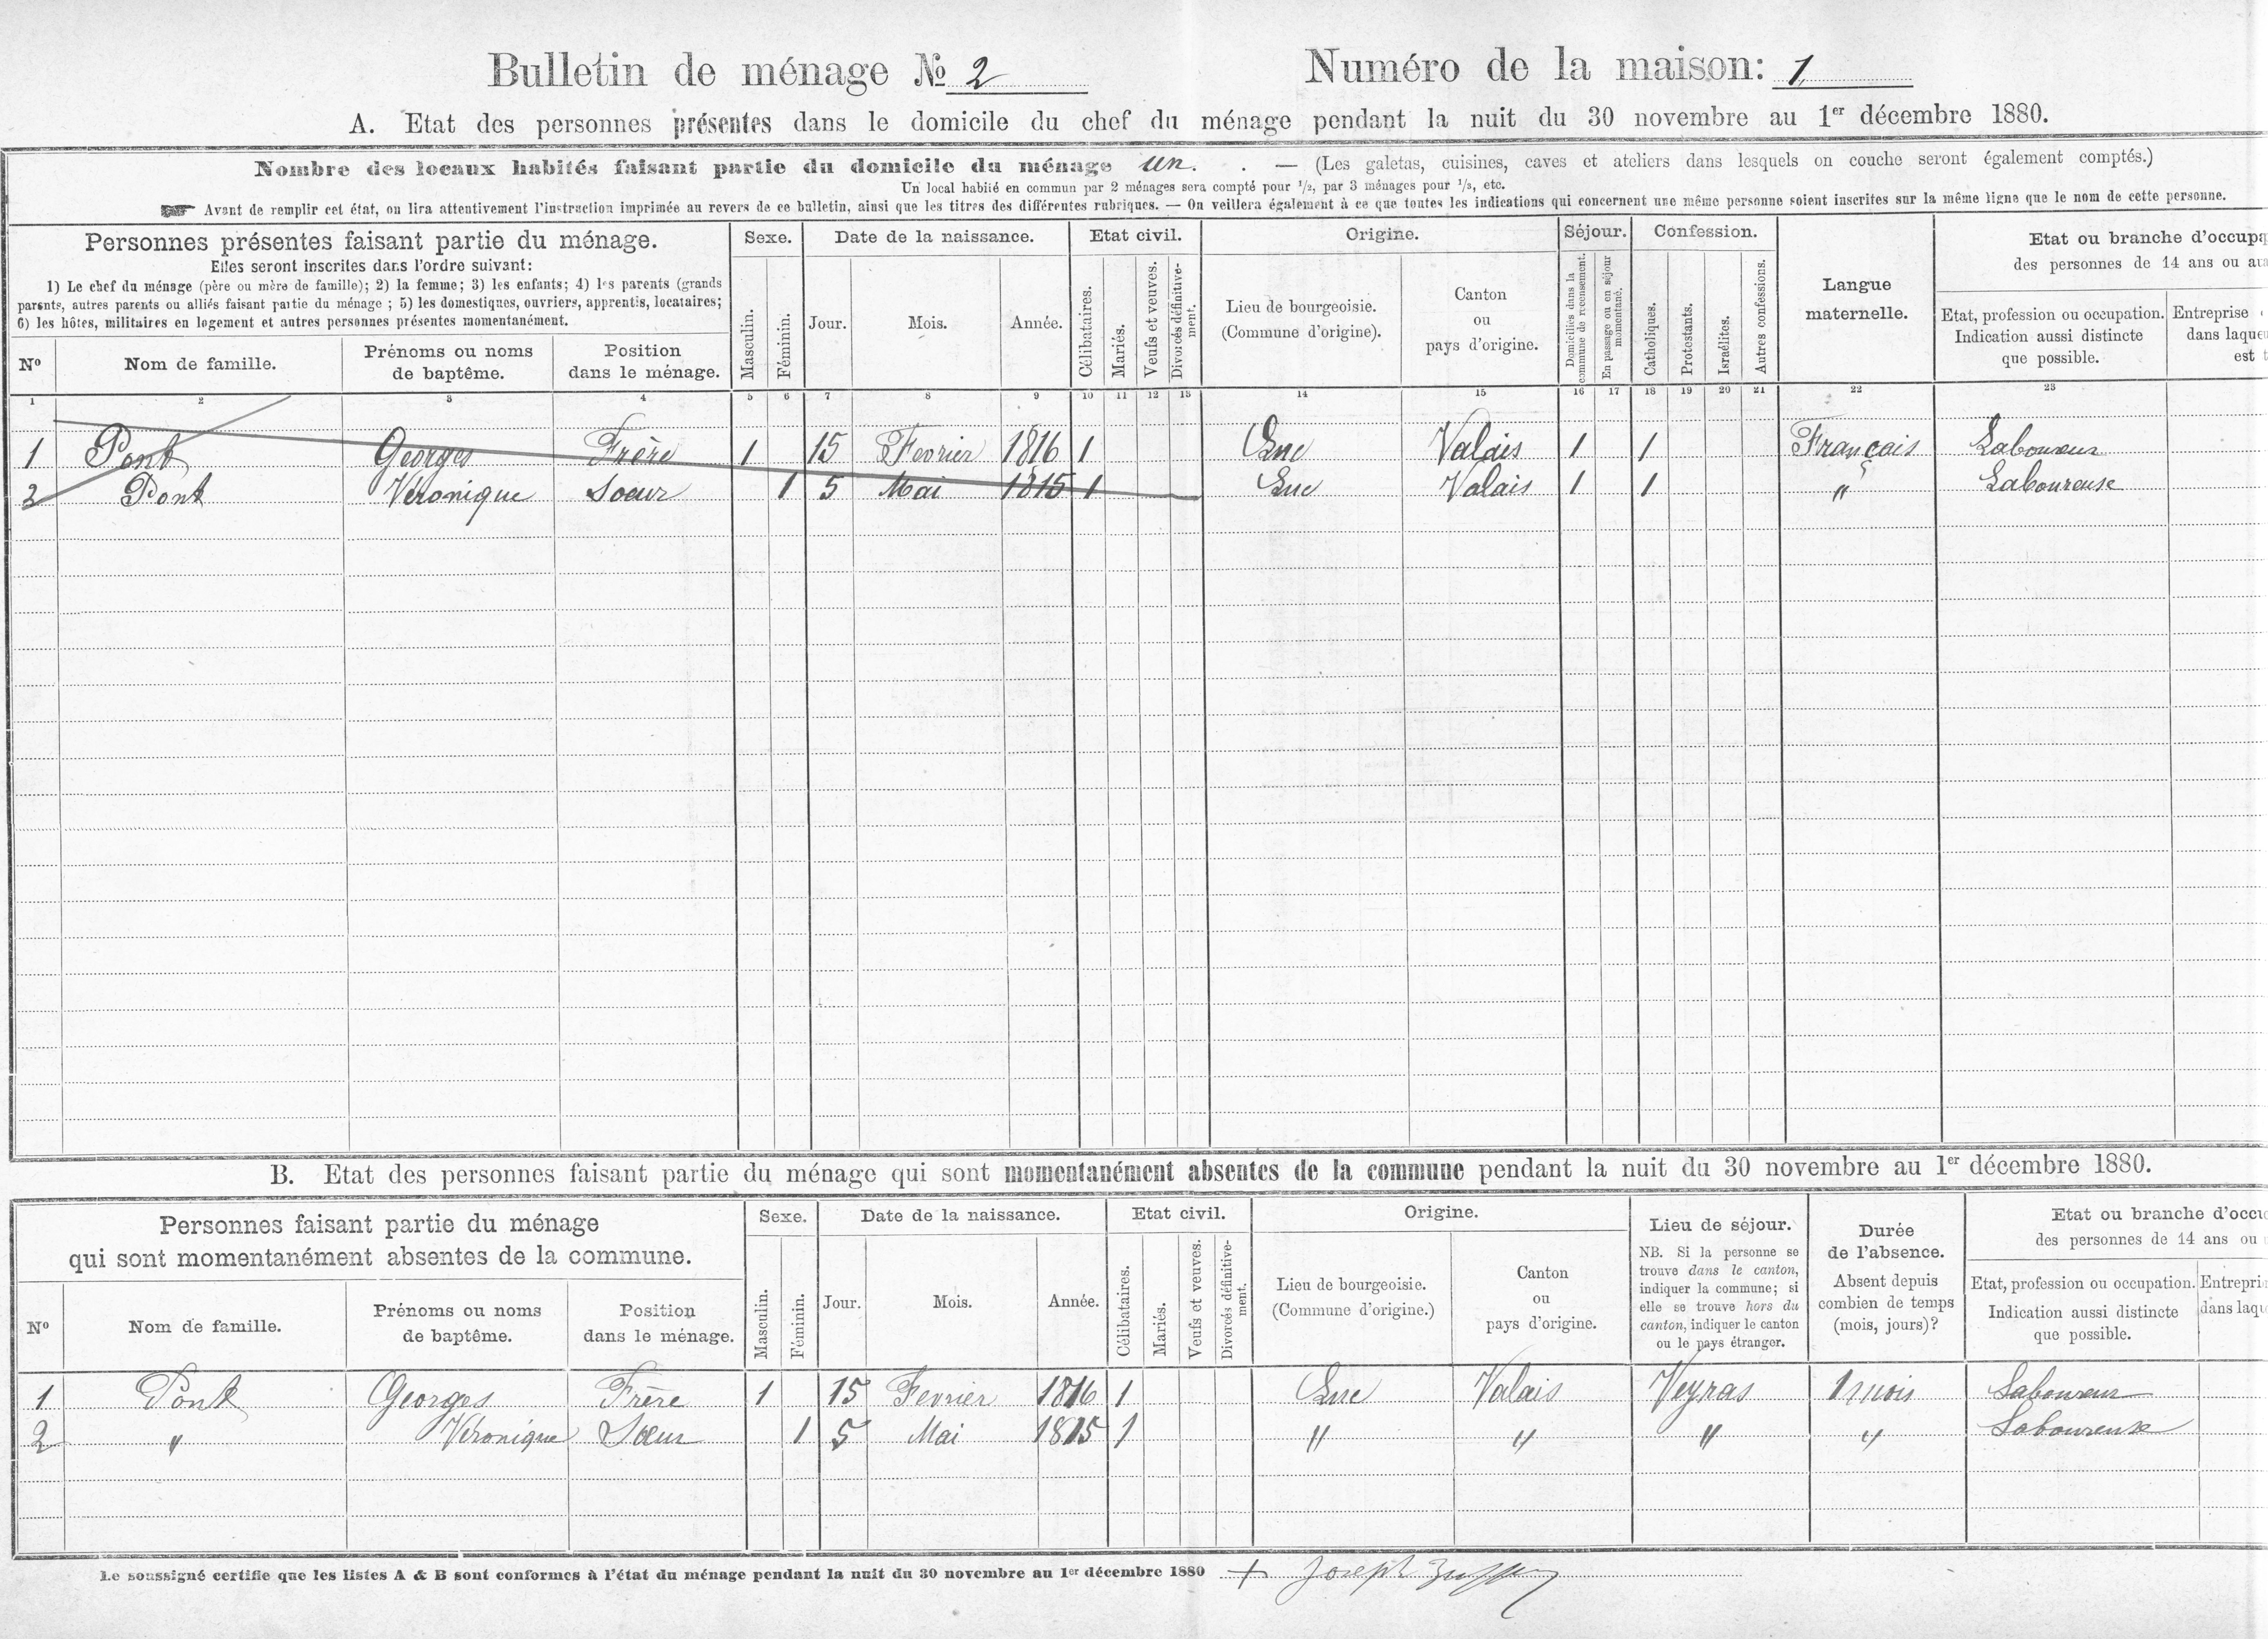 Bulletin de ménage № 2 Numéro de la maison: 1
A. Etat des personnes présentes dans le domicile du chef du ménage pendant la nuit du 30 novembre au 1er décembre 1880.
Nombre des locaux habités faisant partie du domicile du ménage un. . — (Les galetas, cuisines, caves et ateliers dans lesquels on couche seront également comptés.)
Un local habité en commun par 2 ménages sera compté pour 1/2, par 3 ménages pour 1/3, etc.
Avant de remplir cet état, on lira attentivement l'instruction imprimée au revers de ce bulletin, ainsi que les titres des différentes rubriques. — On veillera également à ce que toutes les indications qui concernent une même personne soient inscrites sur la même ligne que le nom de cette personne.
Personnes présentes faisant partie du ménage.
Elles seront inscrites dans l'ordre suivant:
1) Le chef du ménage (père ou mère de famille); 2) la femme; 3) les enfants; 4) les parents (grands
parents, autres parents ou alliés faisant partie du ménage ; 5) les domestiques, ouvriers, apprentis, locataires;
6) les hôtes, militaires en logement et autres personnes présentes momentanément.
Nº Nom de famille. Prénoms ou noms de baptême. Position dans le ménage.
Sexe. Masculin. Féminin.
Date de la naissance. Jour. Mois. Année.
Etat civil. Célibataires. Mariés. Veufs et veuves. Divorcés définitivement.
Origine. Lieu de bourgeoisie. (Commune d'origine). Canton ou pays d'origine.
Séjour. Domiciliés dans la commune de recensement. En passage ou en séjour momentané.
Confession. Catholiques. Protestants. Israélites. Autres confessions.
Langue maternelle.
Etat ou branche d'occupa
des personnes de 14 ans ou au
Etat, profession ou occupation. Indication aussi distincte que possible.
Entreprise
dans laque
est
1 2 3 4 5 6 7 8 9 10 11 12 13 14 15 16 17 18 19 20 21 22 23
1 Pont Georges Frère 1 15 Fevrier 1816 1 Luc Valais 1 1 Français Laboureur
2 Pont Véronique Soeur 1 5 Mai 1815 1 Luc Valais 1 1 " Laboureuse
B. Etat des personnes faisant partie du ménage qui sont momentanément absentes de la commune pendant la nuit du 30 novembre au 1er décembre 1880.
Personnes faisant partie du ménage
qui sont momentanément absentes de la commune.
Nº Nom de famille. Prénoms ou noms de baptême. Position dans le ménage.
Sexe. Masculin. Féminin.
Date de la naissance. Jour. Mois. Année.
Etat civil. Célibataires. Mariés. Veufs et veuves. Divorcés définitivement.
Origine. Lieu de bourgeoisie. (Commune d'origine.) Canton ou pays d'origine.
Lieu de séjour.
NB. Si la personne se
trouve dans le canton,
indiquer la commune; si
elle se trouve hors du
canton, indiquer le canton
ou le pays étranger.
Durée de l'absence.
Absent depuis combien de temps (mois, jours)?
Etat ou branche d'occu
des personnes de 14 ans ou
Etat, profession ou occupation. Indication aussi distincte que possible.
Entrepri
dans laqu
1 Pont Georges Frère 1 15 Fevrier 1816 1 Luc Valais Veyras 1 mois Laboureur
2 " Véronique Sœur 1 5 Mai 1815 1 " " " " Laboureuse
Le soussigné certifie que les listes A & B sont conformes à l'état du ménage pendant la nuit du 30 novembre au 1er décembre 1880 + Joseph